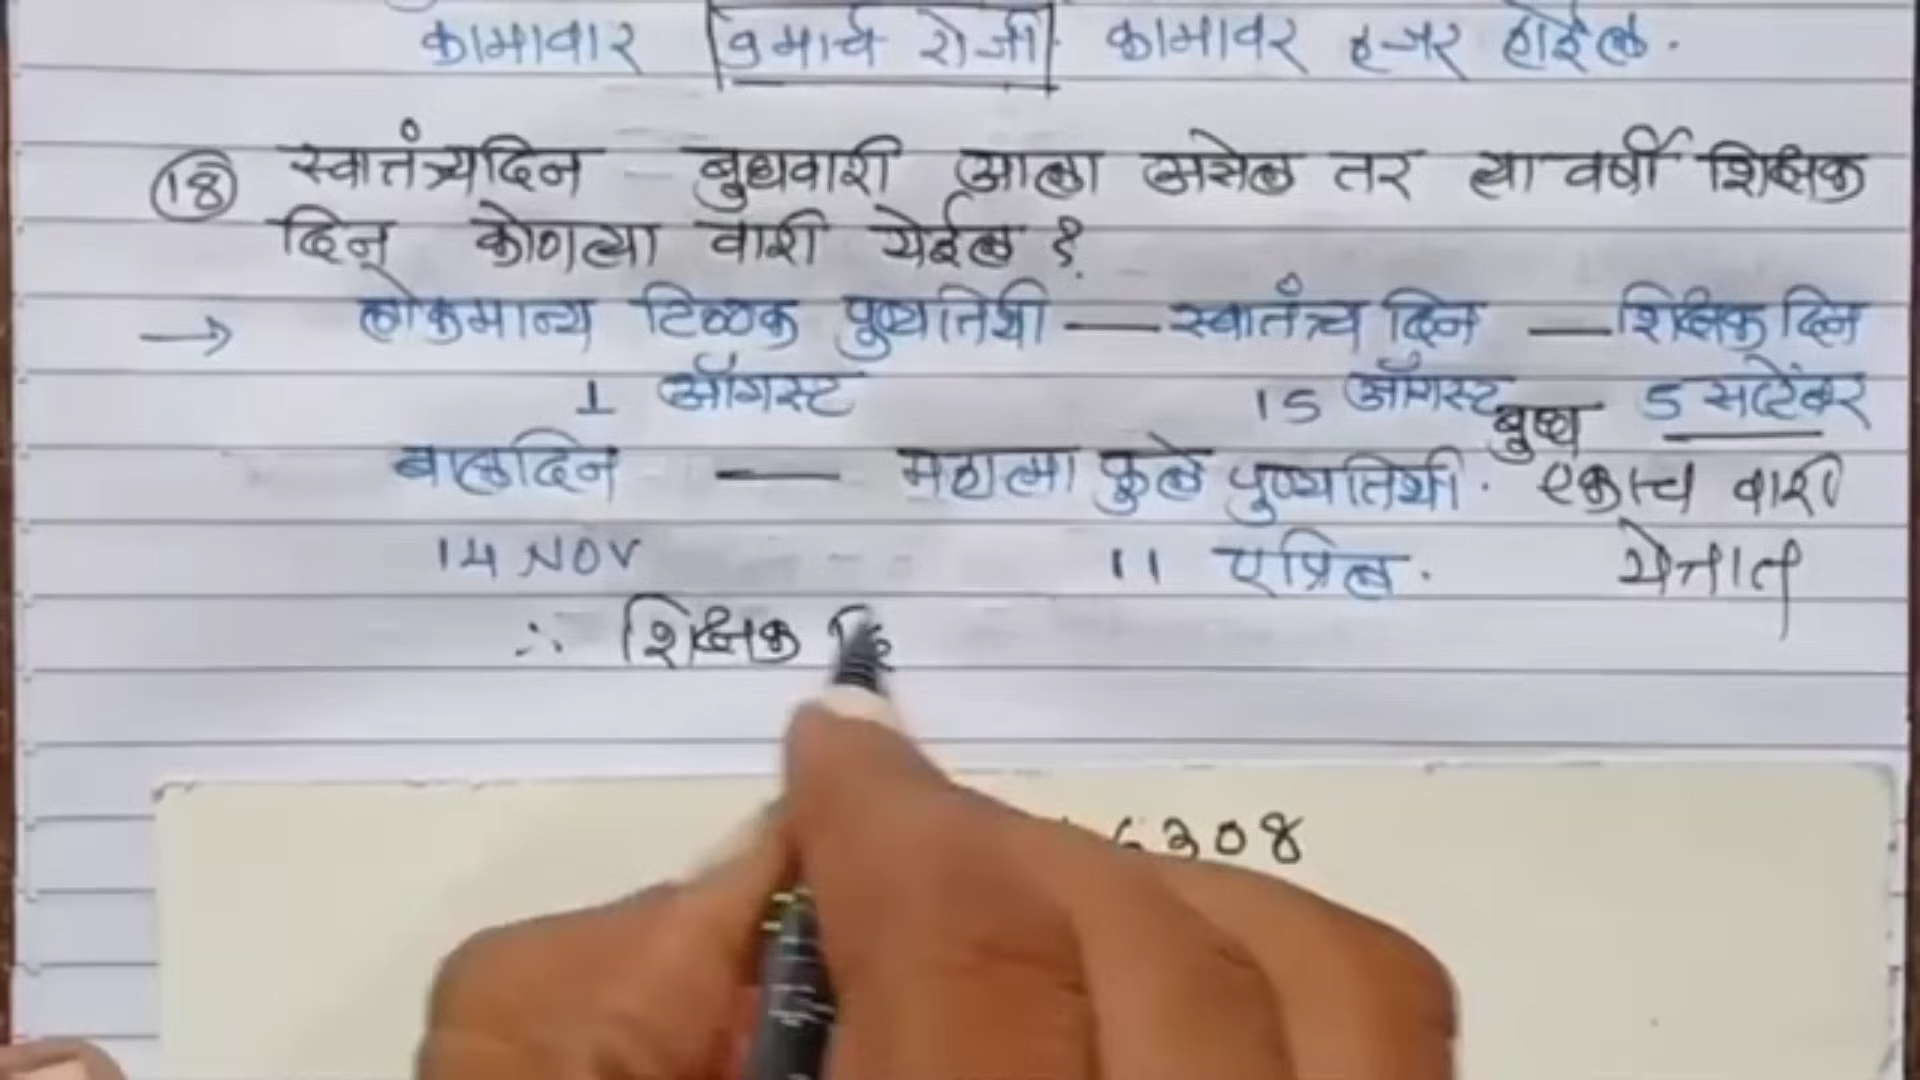 कामावार 9मार्च रोजी कामावर हजर होईल.
(18) स्वातंत्र्यदिन बुधवारी आला असेल तर त्या वर्षी शिक्षक
दिन कोणत्या वारी येईल ?
→ लोकमान्य टिळक पुण्यतिथी — स्वातंत्र्य दिन — शिक्षक दिन
1 ऑगस्ट 15 ऑगस्ट बुध 5 सप्टेंबर
बालदिन — महात्मा फुले पुण्यतिथी. एकाच वारी
14 NOV 11 एप्रिल. येतात
∴ शिक्षक दि
6308